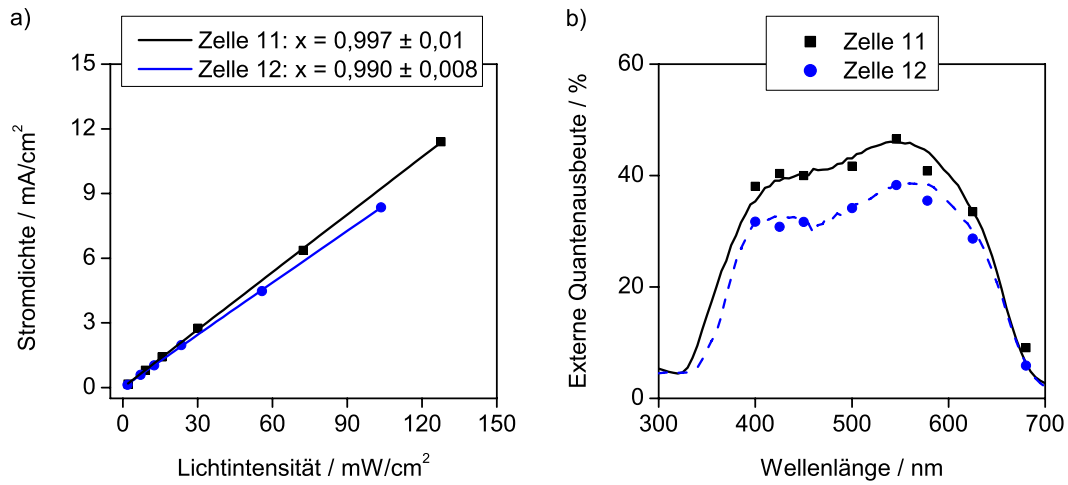 a)
Zelle 11: x = 0,997 ± 0,01
Zelle 12: x = 0,990 ± 0,008
15
12
9
6
3
0
Stromdichte / mA/cm²
0 30 60 90 120 150
Lichtintensität / mW/cm²
b)
Zelle 11
Zelle 12
60
40
20
0
Externe Quantenausbeute / %
300 400 500 600 700
Wellenlänge / nm